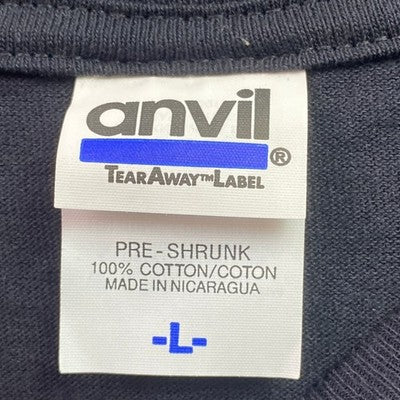 anvil
®
TEARAWAY™LABEL
PRE-SHRUNK
100% COTTON/COTON
MADE IN NICARAGUA
-L-